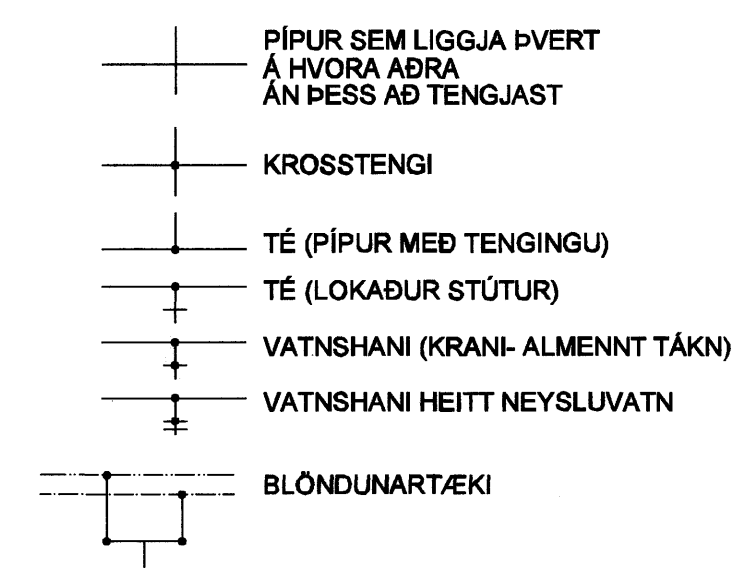 PÍPUR SEM LIGGJA ÞVERT
Á HVORA AÐRA
ÁN ÞESS AÐ TENGJAST
KROSSTENGI
TÉ (PÍPUR MEÐ TENGINGU)
TÉ (LOKAÐUR STÚTUR)
VATNSHANI (KRANI- ALMENNT TÁKN)
VATNSHANI HEITT NEYSLUVATN
BLÖNDUNARTÆKI